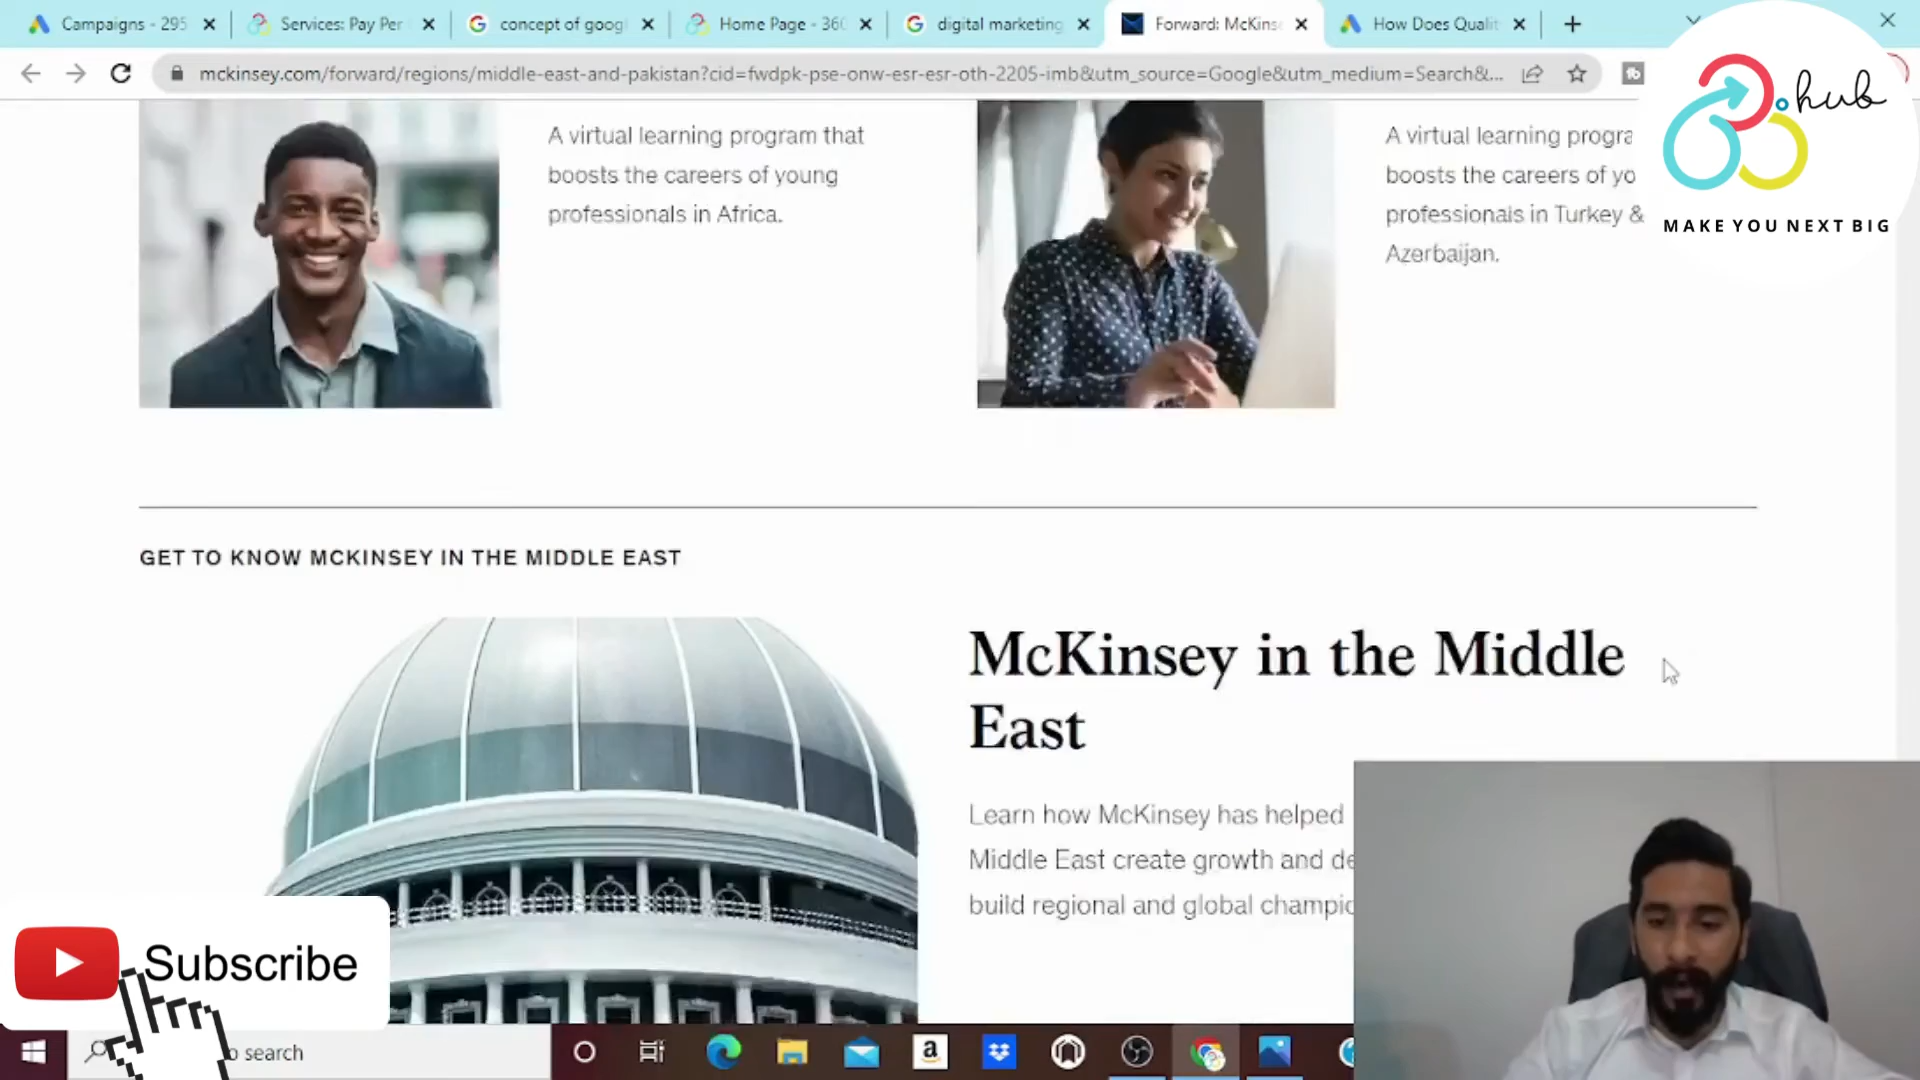 Campaigns - 295
Services: Pay Per
concept of goog
Home Page - 360
digital marketing
Forward: McKins
How Does Qualit
mckinsey.com/forward/regions/middle-east-and-pakistan?cid=fwdpk-pse-onw-esr-esr-oth-2205-imb&utm_source=Google&utm_medium=Search&...
.hub
MAKE YOU NEXT BIG
A virtual learning program that
boosts the careers of young
professionals in Africa.
A virtual learning progra
boosts the careers of yo
professionals in Turkey &
Azerbaijan.
GET TO KNOW MCKINSEY IN THE MIDDLE EAST
McKinsey in the Middle
East
Learn how McKinsey has helped
Middle East create growth and de
build regional and global champio
Subscribe
o search